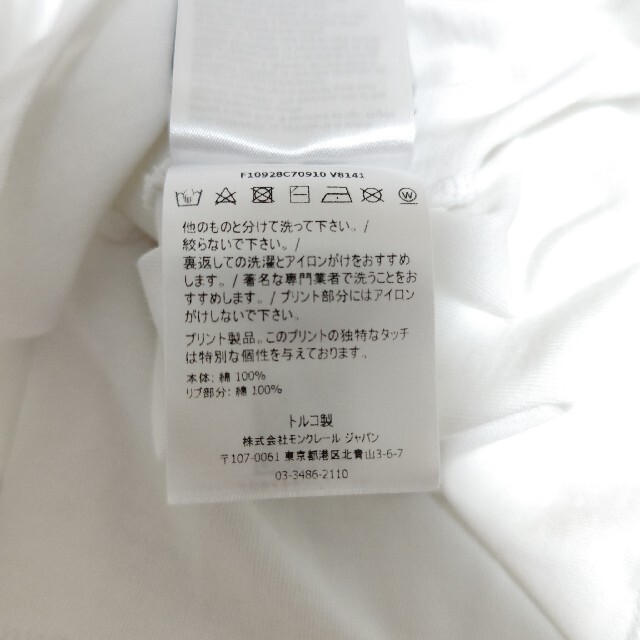 F10928C70910 V8141
他のものと分けて洗って下さい。/
絞らないで下さい。/
裏返しての洗濯とアイロンがけをおすすめ
します。/ 著名な専門業者で洗うことをお
すすめします。/ プリント部分にはアイロン
がけしないで下さい。
プリント製品。このプリントの独特なタッチ
は特別な個性を与えております。
本体: 綿 100%
リブ部分: 綿 100%
トルコ製
株式会社モンクレール ジャパン
〒107-0061 東京都港区北青山3-6-7
03-3486-2110